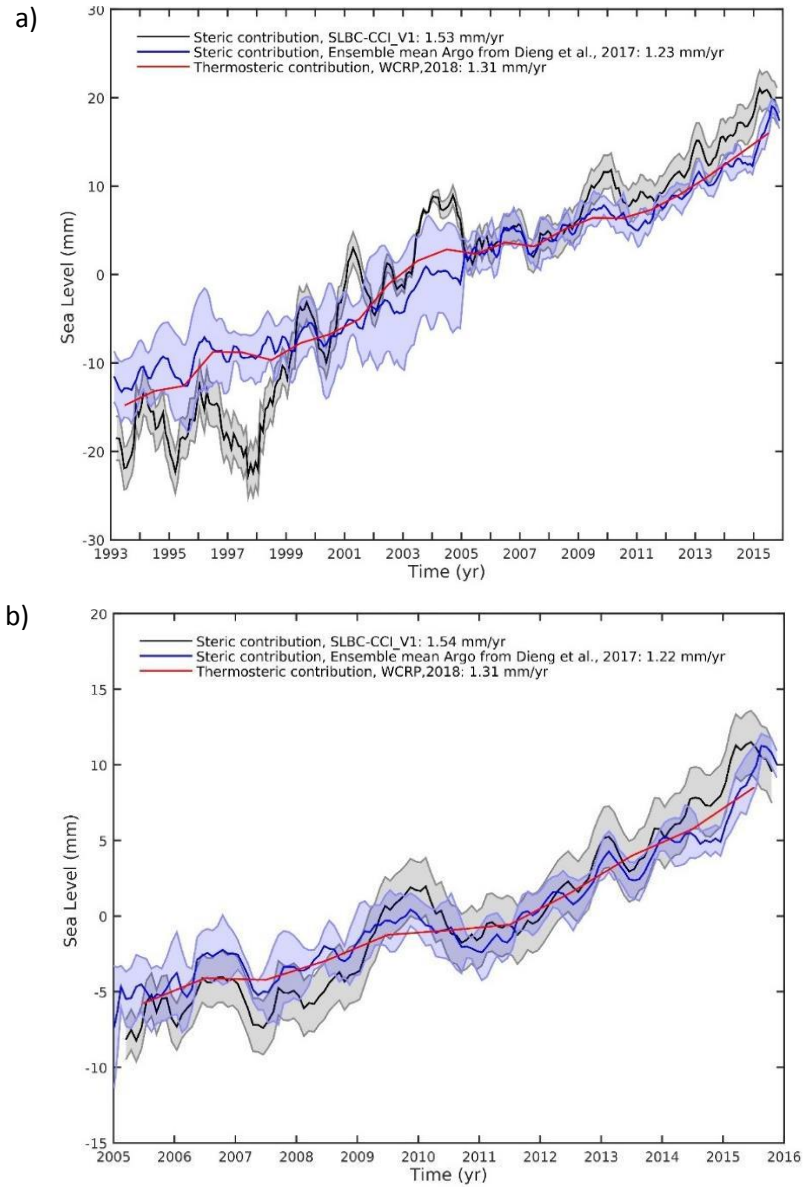 a)
30
Steric contribution, SLBC-CCI_V1: 1.53 mm/yr
Steric contribution, Ensemble mean Argo from Dieng et al., 2017: 1.23 mm/yr
Thermosteric contribution, WCRP,2018: 1.31 mm/yr
20
10
0
-10
-20
-30
Sea Level (mm)
1993 1995 1997 1999 2001 2003 2005 2007 2009 2011 2013 2015
Time (yr)
b)
20
Steric contribution, SLBC-CCI_V1: 1.54 mm/yr
Steric contribution, Ensemble mean Argo from Dieng et al., 2017: 1.22 mm/yr
Thermosteric contribution, WCRP,2018: 1.31 mm/yr
15
10
5
0
-5
-10
-15
Sea Level (mm)
2005 2006 2007 2008 2009 2010 2011 2012 2013 2014 2015 2016
Time (yr)